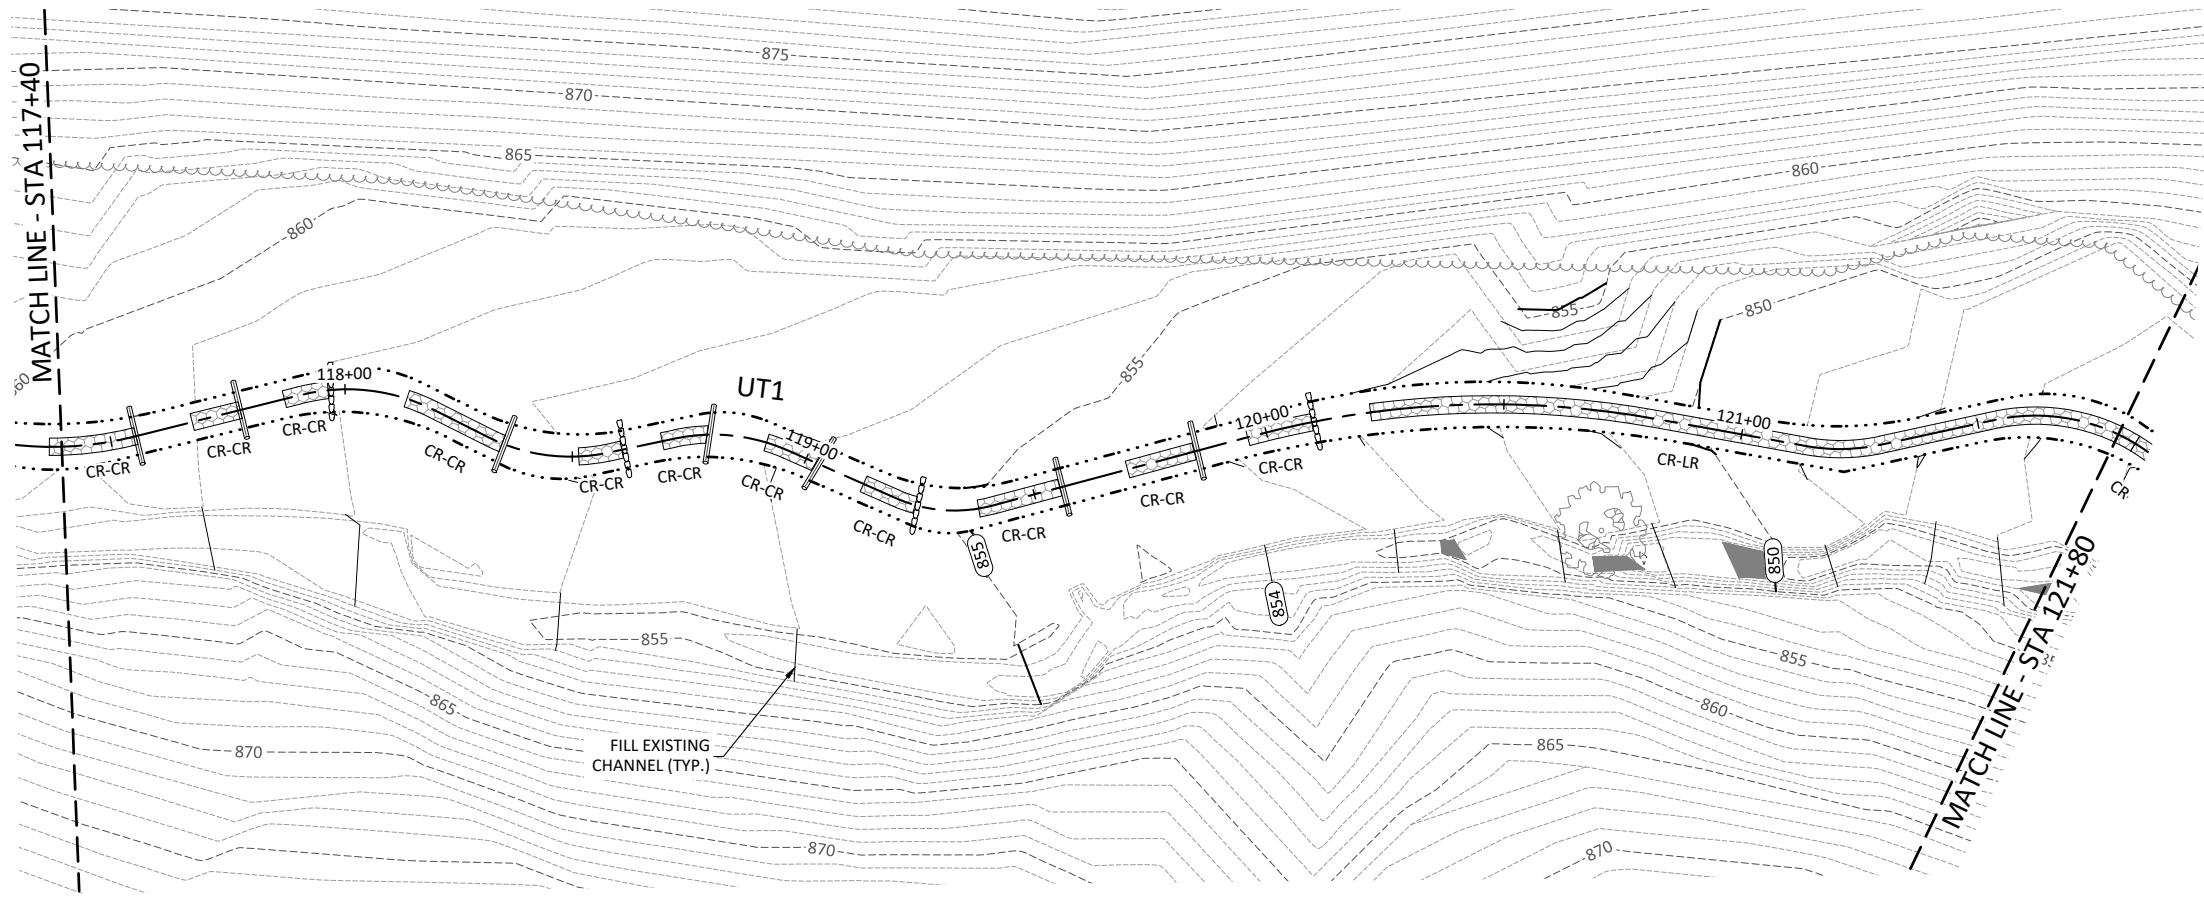 875
870
865
860
860
855
850
855
MATCH LINE - STA 117+40
60
118+00
UT1
119+00
120+00
121+00
CR-CR
CR-CR
CR-CR
CR-CR
CR-CR
CR-CR
CR-CR
CR-CR
CR-CR
CR-CR
CR-CR
CR-LR
CR
855
854
850
855
865
870
870
FILL EXISTING
CHANNEL (TYP.)
855
860
865
870
MATCH LINE - STA 121+80